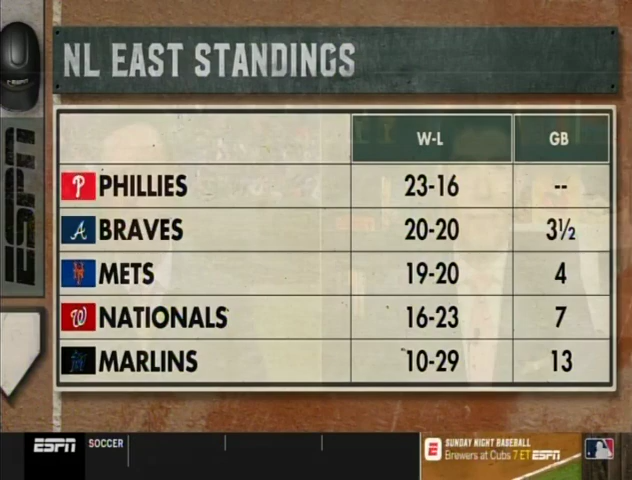 NL EAST STANDINGS
W-L GB
PHILLIES 23-16 --
BRAVES 20-20 3½
METS 19-20 4
NATIONALS 16-23 7
MARLINS 10-29 13
ESPN
ESPN SOCCER
SUNDAY NIGHT BASEBALL
Brewers at Cubs 7 ET ESPN